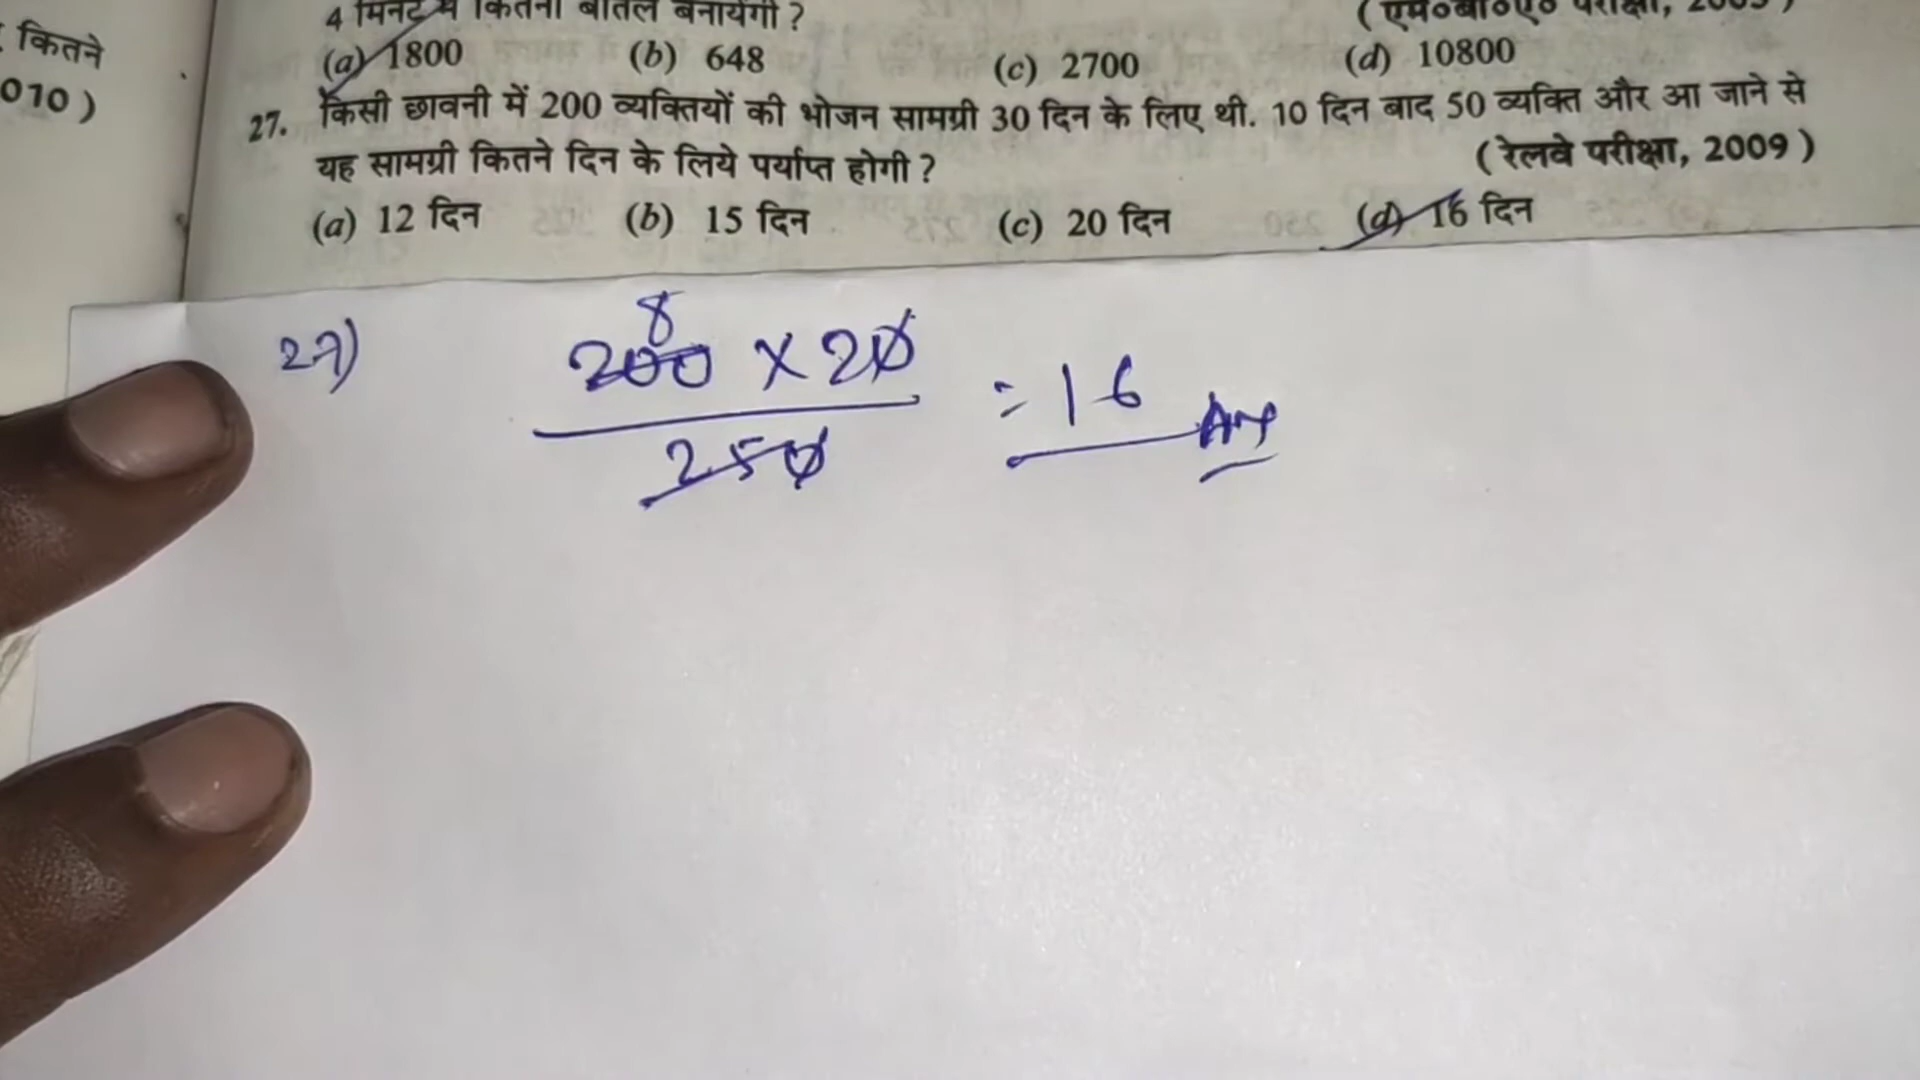 कितने
010 )
4 मिनट में कितनी बोतलें बनायेंगी ?
(a) 1800 (b) 648 (c) 2700 (d) 10800
27. किसी छावनी में 200 व्यक्तियों की भोजन सामग्री 30 दिन के लिए थी. 10 दिन बाद 50 व्यक्ति और आ जाने से
यह सामग्री कितने दिन के लिये पर्याप्त होगी ? ( रेलवे परीक्षा, 2009 )
(a) 12 दिन (b) 15 दिन (c) 20 दिन (d) 16 दिन
8
27) 200 × 20 = 16 Ans
250